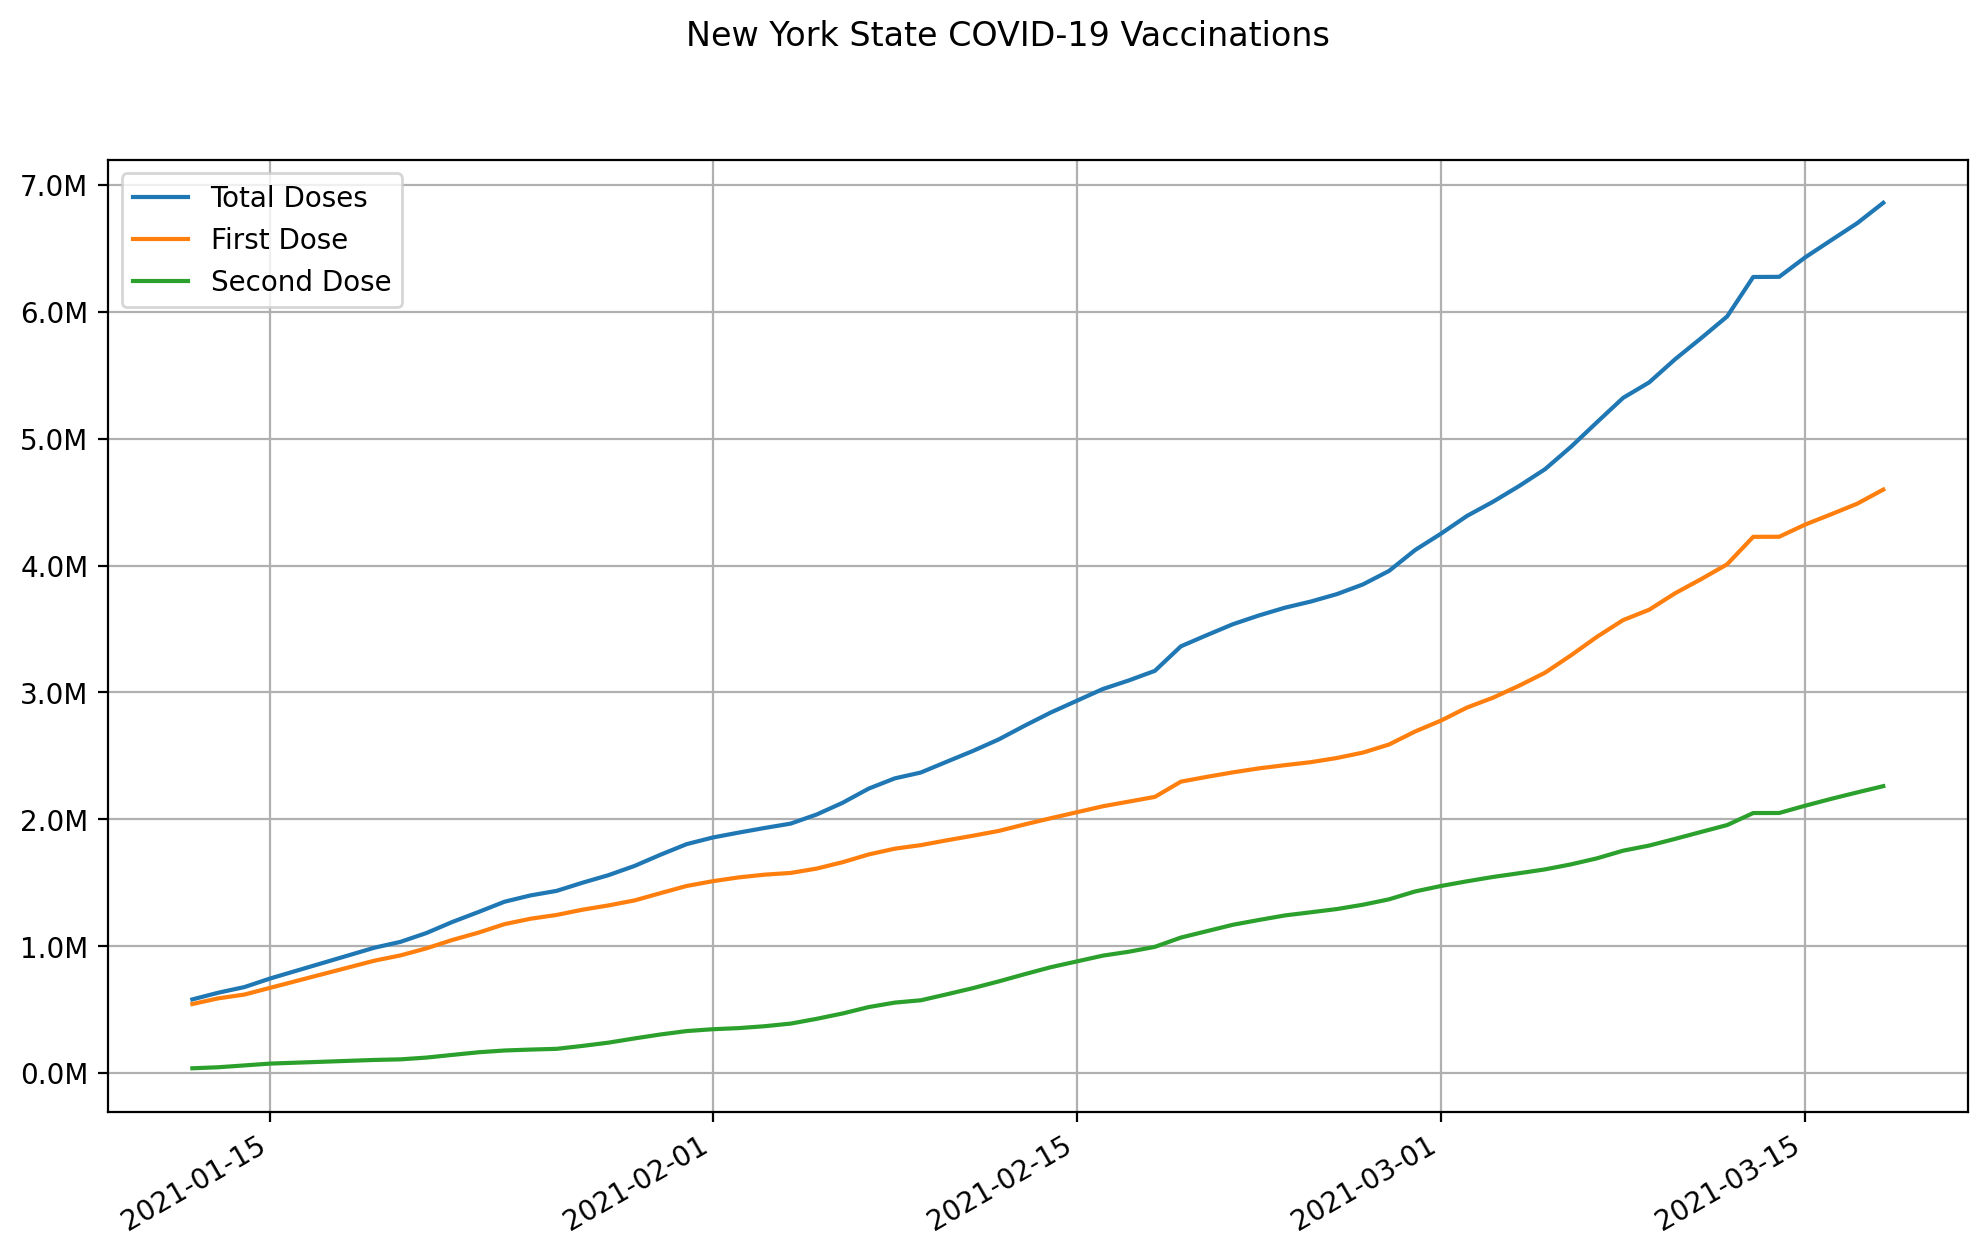 New York State COVID-19 Vaccinations
7.0M
6.0M
5.0M
4.0M
3.0M
2.0M
1.0M
0.0M
Total Doses
First Dose
Second Dose
2021-01-15
2021-02-01
2021-02-15
2021-03-01
2021-03-15